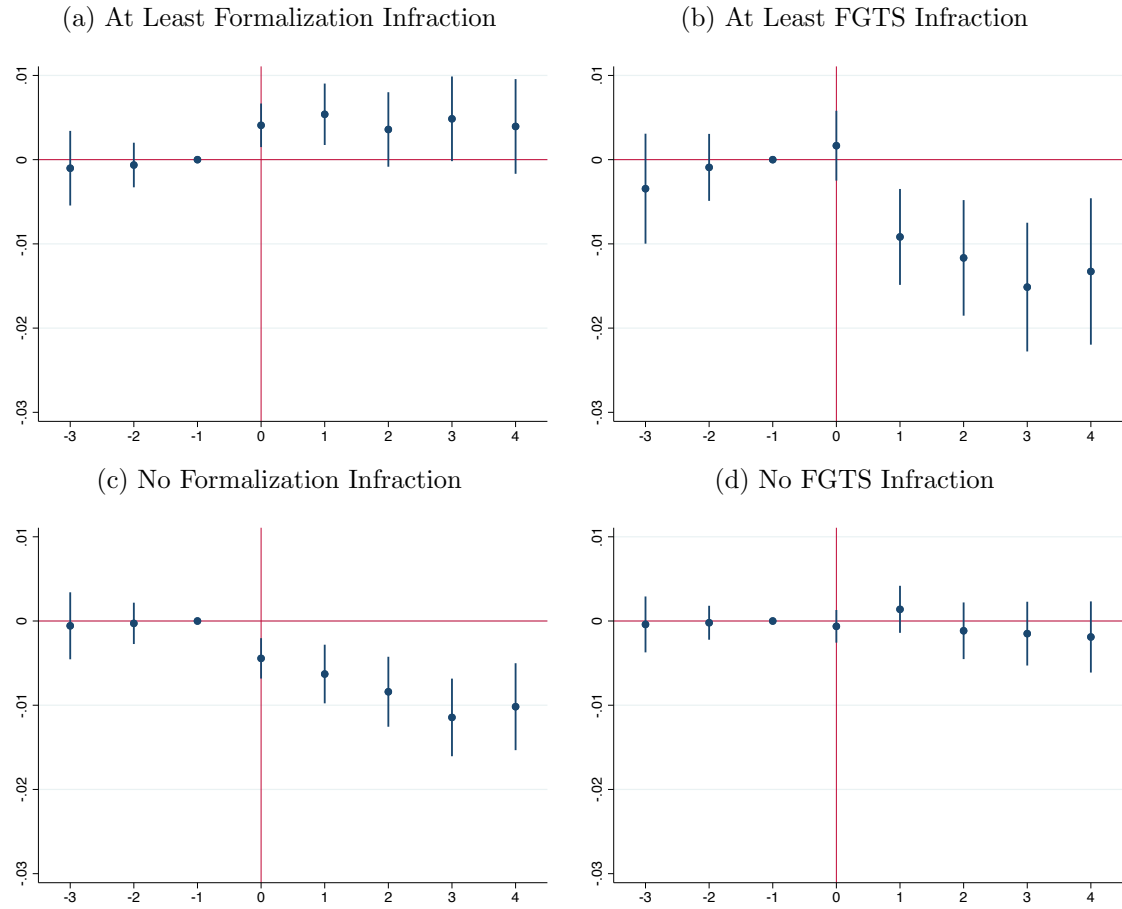 (a) At Least Formalization Infraction
.01
0
-.01
-.02
-.03
-3 -2 -1 0 1 2 3 4
(b) At Least FGTS Infraction
.01
0
-.01
-.02
-.03
-3 -2 -1 0 1 2 3 4
(c) No Formalization Infraction
.01
0
-.01
-.02
-.03
-3 -2 -1 0 1 2 3 4
(d) No FGTS Infraction
.01
0
-.01
-.02
-.03
-3 -2 -1 0 1 2 3 4